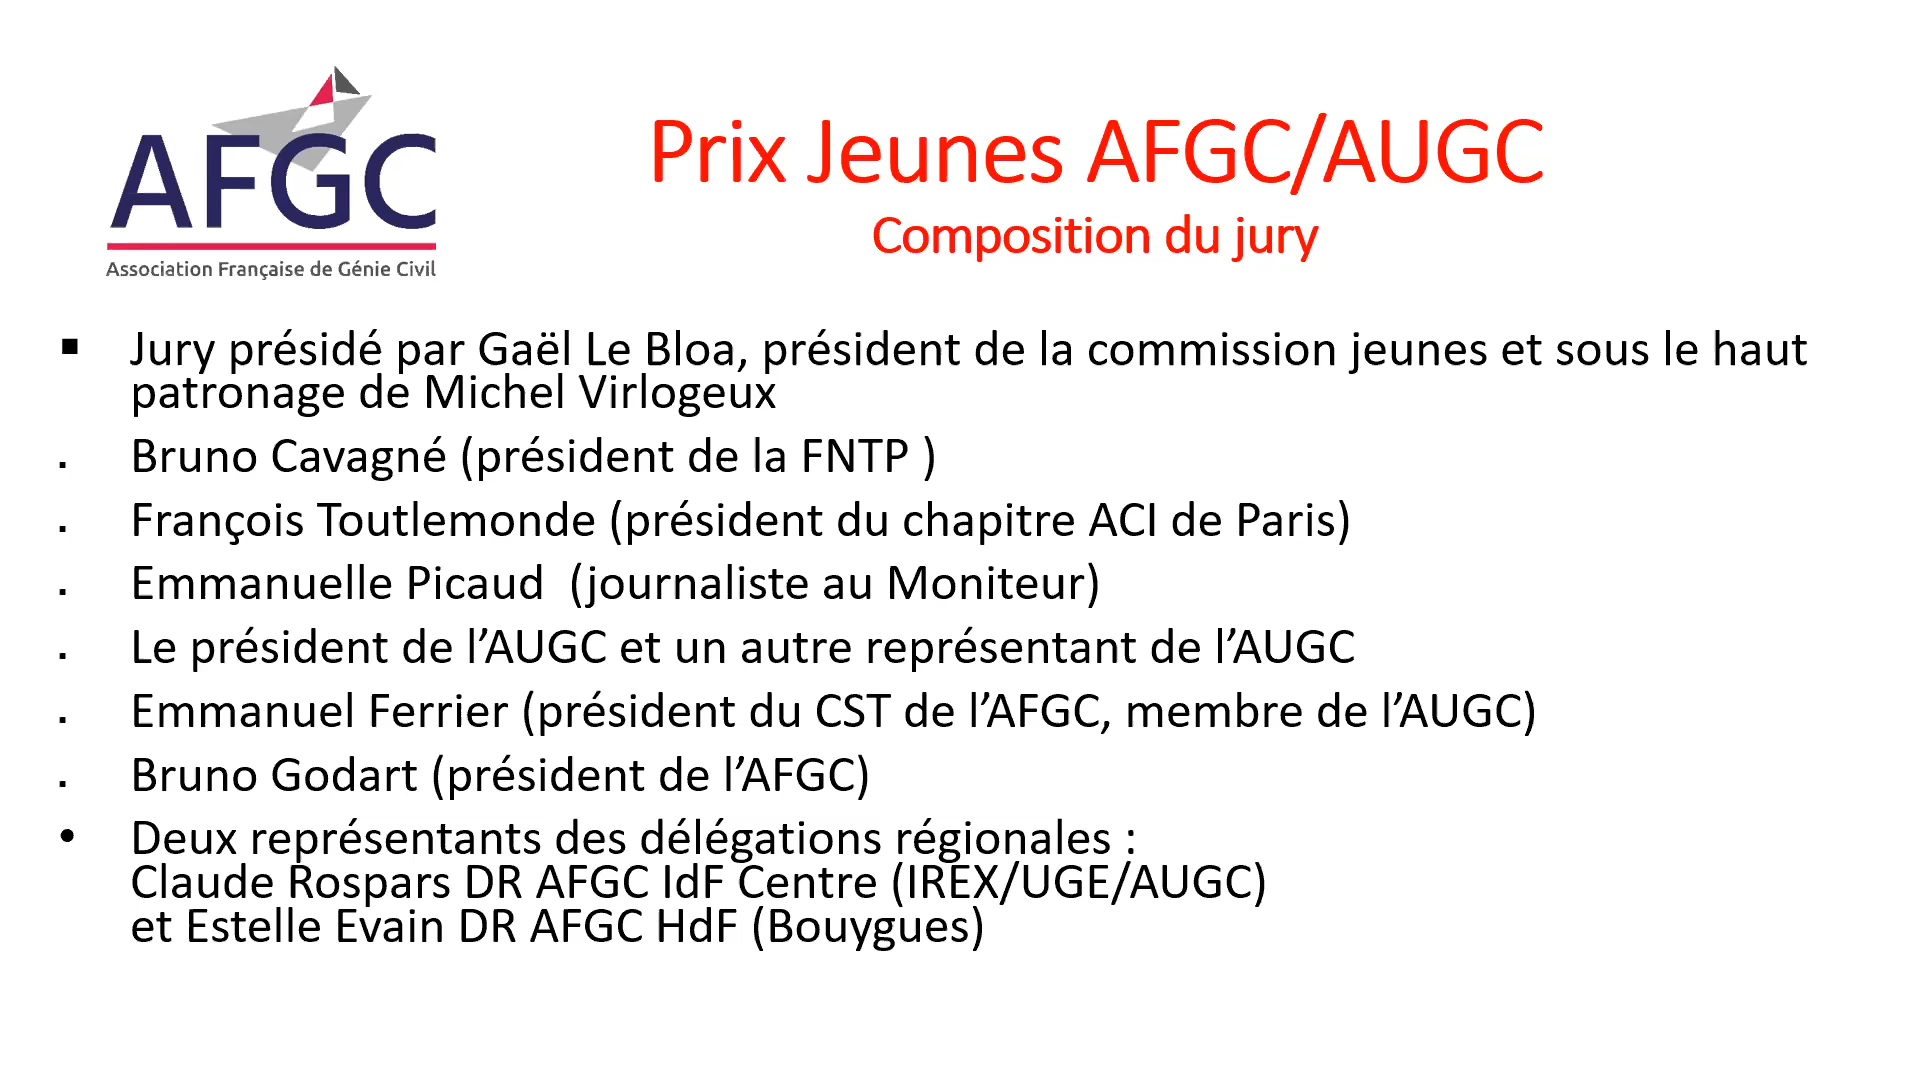 AFGC
Association Française de Génie Civil
Prix Jeunes AFGC/AUGC
Composition du jury
▪ Jury présidé par Gaël Le Bloa, président de la commission jeunes et sous le haut
patronage de Michel Virlogeux
▪ Bruno Cavagné (président de la FNTP )
▪ François Toutlemonde (président du chapitre ACI de Paris)
▪ Emmanuelle Picaud (journaliste au Moniteur)
▪ Le président de l’AUGC et un autre représentant de l’AUGC
▪ Emmanuel Ferrier (président du CST de l’AFGC, membre de l’AUGC)
▪ Bruno Godart (président de l’AFGC)
• Deux représentants des délégations régionales :
Claude Rospars DR AFGC IdF Centre (IREX/UGE/AUGC)
et Estelle Evain DR AFGC HdF (Bouygues)